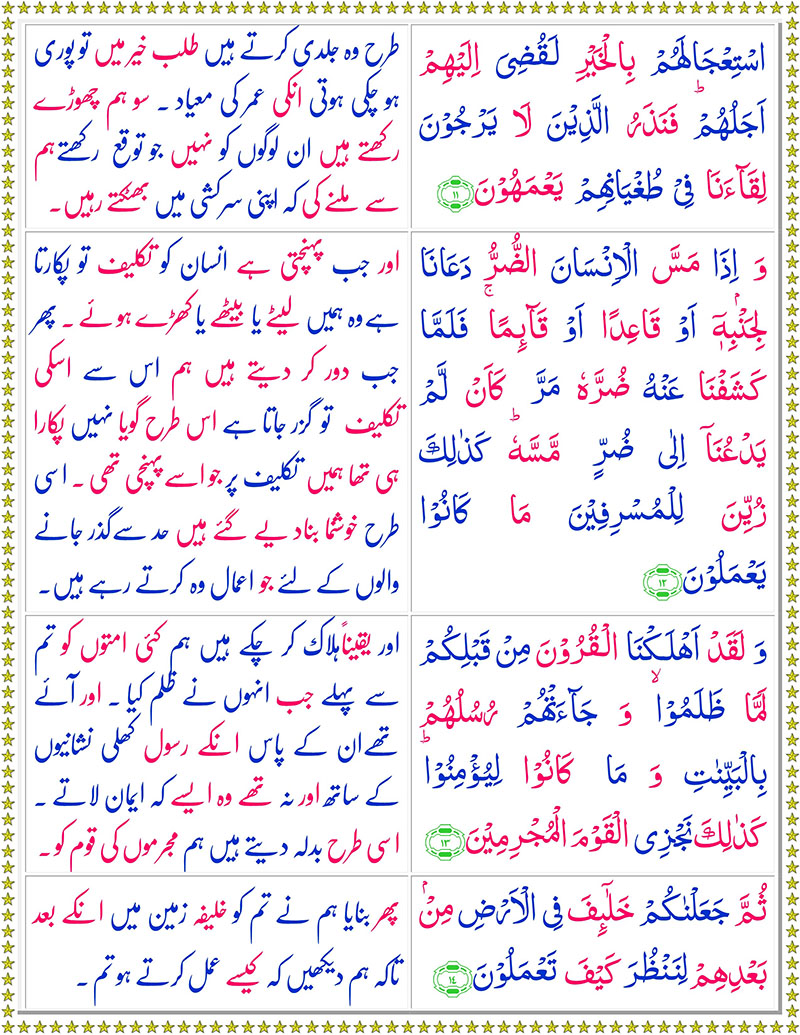 اسْتِعْجَالَهُمْ بِالْخَيْرِ لَقُضِیَ اِلَيْهِمْ
اَجَلُهُمْ ؕ فَنَذَرُ الَّذِيْنَ لَا يَرْجُوْنَ
لِقَآءَنَا فِیْ طُغْيَانِهِمْ يَعْمَهُوْنَ ﴿۱۱﴾
طرح وہ جلدی کرتے ہیں طلب خیر میں تو پوری
ہو چکی ہوتی انکی عمر کی معیاد ۔ سو ہم چھوڑے
رکھتے ہیں ان لوگوں کو نہیں جو توقع رکھتے ہم
سے ملنے کی کہ اپنی سرکشی میں بھٹکتے رہیں۔
وَ اِذَا مَسَّ الْاِنْسَانَ الضُّرُّ دَعَانَا
لِجَنْۢبِهٖۤ اَوْ قَاعِدًا اَوْ قَآئِمًا ۚ فَلَمَّا
كَشَفْنَا عَنْهُ ضُرَّهٗ مَرَّ كَاَنْ لَّمْ
يَدْعُنَاۤ اِلٰی ضُرٍّ مَّسَّهٗ ؕ كَذٰلِكَ
زُيِّنَ لِلْمُسْرِفِيْنَ مَا كَانُوْا
يَعْمَلُوْنَ ﴿۱۲﴾
اور جب پہنچتی ہے انسان کو تکلیف تو پکارتا
ہے وہ ہمیں لیٹے یا بیٹھے یا کھڑے ہوئے ۔ پھر
جب دور کر دیتے ہیں ہم اس سے اسکی
تکلیف تو گزر جاتا ہے اس طرح گویا نہیں پکارا
ہی تھا ہمیں تکلیف پر جو اسے پہنچی تھی ۔ اسی
طرح خوشنما بنا دیے گئے ہیں حد سے گذر جانے
والوں کے لئے جو اعمال وہ کرتے رہے ہیں۔
وَ لَقَدْ اَهْلَكْنَا الْقُرُوْنَ مِنْ قَبْلِكُمْ
لَمَّا ظَلَمُوْا ۙ وَ جَآءَتْهُمْ رُسُلُهُمْ
بِالْبَيِّنٰتِ وَ مَا كَانُوْا لِيُؤْمِنُوْا ؕ
كَذٰلِكَ نَجْزِی الْقَوْمَ الْمُجْرِمِيْنَ ﴿۱۳﴾
اور یقیناً ہلاک کر چکے ہیں ہم کئی امتوں کو تم
سے پہلے جب انہوں نے ظلم کیا ۔ اور آئے
تھے ان کے پاس انکے رسول کھلی نشانیوں
کے ساتھ اور نہ تھے وہ ایسے کہ ایمان لاتے ۔
اسی طرح بدلہ دیتے ہیں ہم مجرموں کی قوم کو ۔
ثُمَّ جَعَلْنٰكُمْ خَلٰٓئِفَ فِی الْاَرْضِ مِنْۢ
بَعْدِهِمْ لِنَنْظُرَ كَيْفَ تَعْمَلُوْنَ ﴿۱٤﴾
پھر بنایا ہم نے تم کو خلیفہ زمین میں انکے بعد
تاکہ ہم دیکھیں کہ کیسے عمل کرتے ہو تم ۔